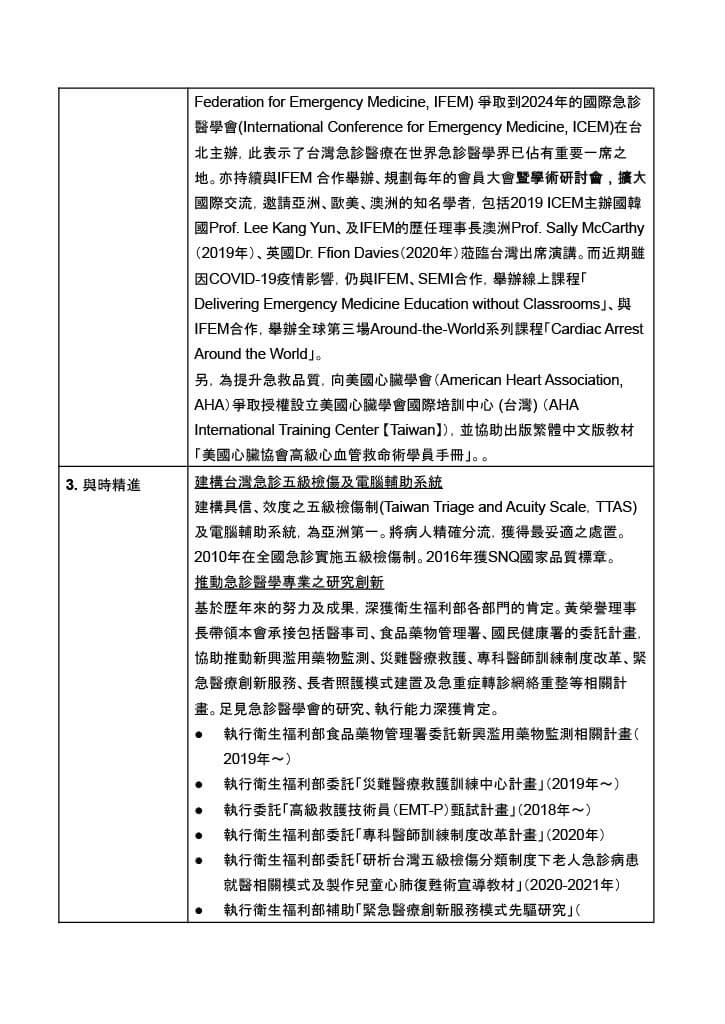 Federation for Emergency Medicine, IFEM) 爭取到2024年的國際急診
醫學會(International Conference for Emergency Medicine, ICEM)在台
北主辦，此表示了台灣急診醫療在世界急診醫學界已佔有重要一席之
地。亦持續與IFEM 合作舉辦、規劃每年的會員大會暨學術研討會，擴大
國際交流，邀請亞洲、歐美、澳洲的知名學者，包括2019 ICEM主辦國韓
國Prof. Lee Kang Yun、及IFEM的歷任理事長澳洲Prof. Sally McCarthy
（2019年）、英國Dr. Ffion Davies（2020年）蒞臨台灣出席演講。而近期雖
因COVID-19疫情影響，仍與IFEM、SEMI合作，舉辦線上課程「
Delivering Emergency Medicine Education without Classrooms」、與
IFEM合作，舉辦全球第三場Around-the-World系列課程「Cardiac Arrest
Around the World」。
另，為提升急救品質，向美國心臟學會（American Heart Association,
AHA）爭取授權設立美國心臟學會國際培訓中心 (台灣)（AHA
International Training Center【Taiwan】），並協助出版繁體中文版教材
「美國心臟協會高級心血管救命術學員手冊」。。
3. 與時精進
建構台灣急診五級檢傷及電腦輔助系統
建構具信、效度之五級檢傷制(Taiwan Triage and Acuity Scale，TTAS)
及電腦輔助系統，為亞洲第一。將病人精確分流，獲得最妥適之處置。
2010年在全國急診實施五級檢傷制。2016年獲SNQ國家品質標章。
推動急診醫學專業之研究創新
基於歷年來的努力及成果，深獲衛生福利部各部門的肯定。黃榮譽理事
長帶領本會承接包括醫事司、食品藥物管理署、國民健康署的委託計畫，
協助推動新興濫用藥物監測、災難醫療救護、專科醫師訓練制度改革、緊
急醫療創新服務、長者照護模式建置及急重症轉診網絡重整等相關計
畫。足見急診醫學會的研究、執行能力深獲肯定。
● 執行衛生福利部食品藥物管理署委託新興濫用藥物監測相關計畫（
2019年～）
● 執行衛生福利部委託「災難醫療救護訓練中心計畫」（2019年～）
● 執行委託「高級救護技術員（EMT-P）甄試計畫」（2018年～）
● 執行衛生福利部委託「專科醫師訓練制度改革計畫」（2020年）
● 執行衛生福利部委託「研析台灣五級檢傷分類制度下老人急診病患
就醫相關模式及製作兒童心肺復甦術宣導教材」（2020-2021年）
● 執行衛生福利部補助「緊急醫療創新服務模式先驅研究」（